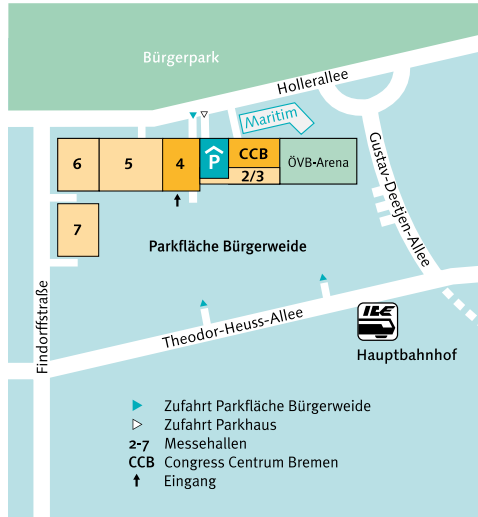 Bürgerpark
Hollerallee
Maritim
Gustav-Deetjen-Allee
6
5
4
P
CCB
2/3
ÖVB-Arena
7
Parkfläche Bürgerweide
Findorffstraße
Theodor-Heuss-Allee
ICE
Hauptbahnhof
Zufahrt Parkfläche Bürgerweide
Zufahrt Parkhaus
2-7 Messehallen
CCB Congress Centrum Bremen
Eingang